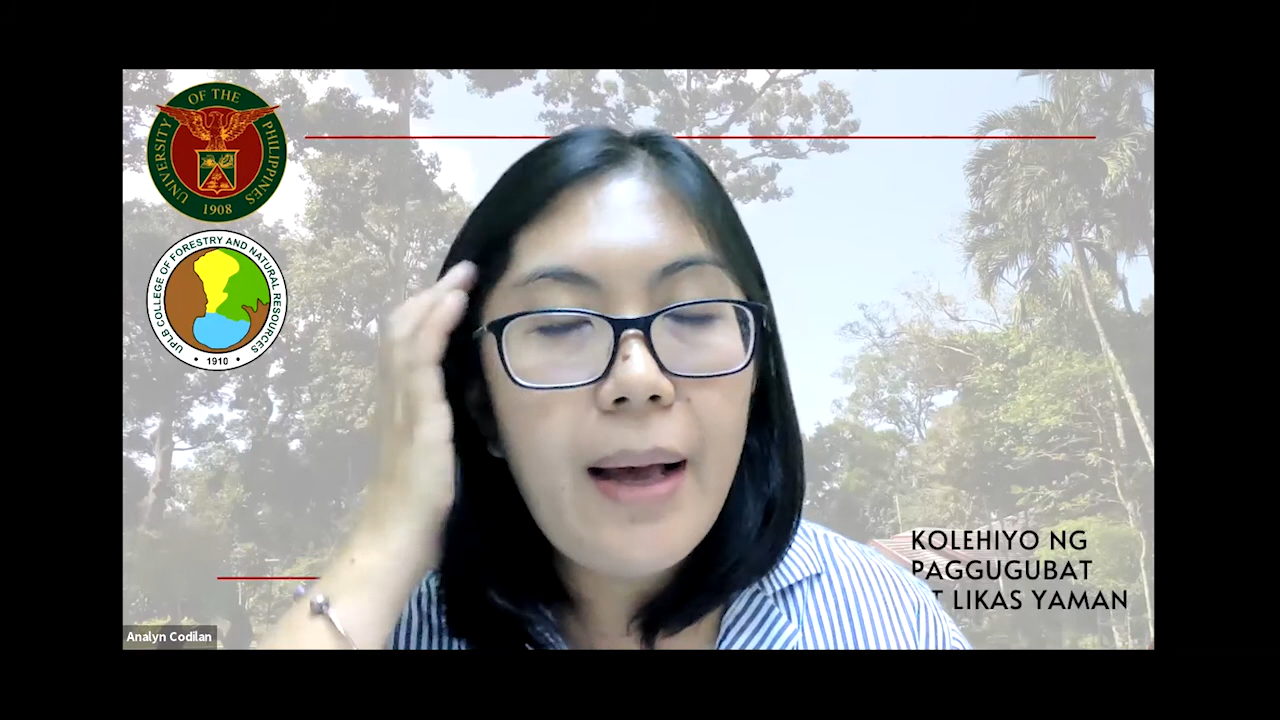 UNIVERSITY OF THE PHILIPPINES
1908
UPLB COLLEGE OF FORESTRY AND NATURAL RESOURCES
• 1910 •
KOLEHIYO NG
PAGGUGUBAT
T LIKAS YAMAN
Analyn Codilan